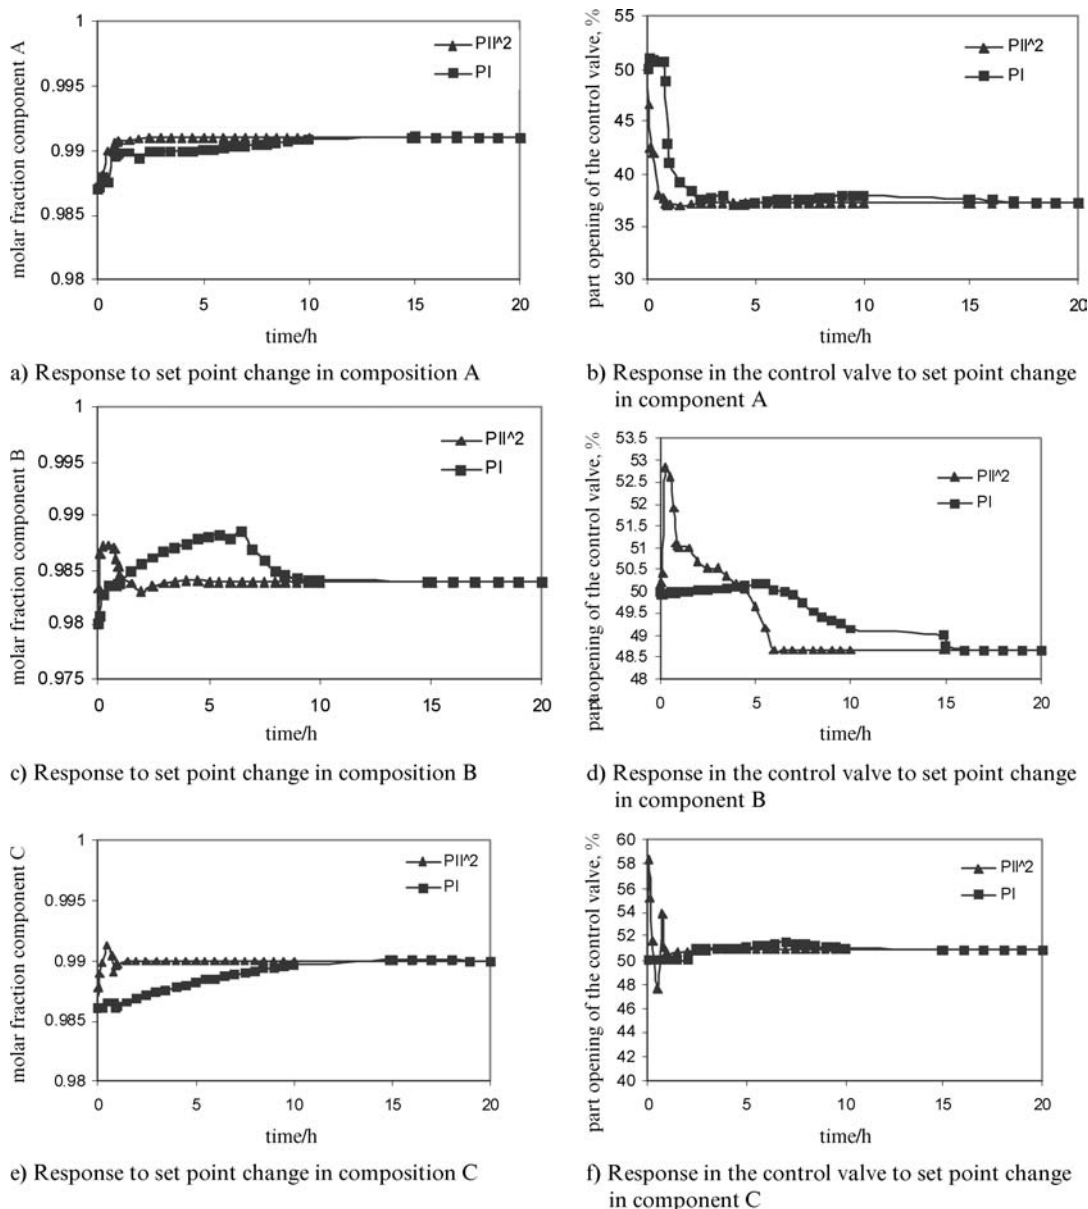 molar fraction component A
1
0.995
0.99
0.985
0.98
PII^2
PI
0 5 10 15 20
time/h
a) Response to set point change in composition A
part opening of the control valve, %
55
50
45
40
35
30
PII^2
PI
0 5 10 15 20
time/h
b) Response in the control valve to set point change
in component A
molar fraction component B
1
0.995
0.99
0.985
0.98
0.975
PII^2
PI
0 5 10 15 20
time/h
c) Response to set point change in composition B
opening of the control valve, %
53.5
53
52.5
52
51.5
51
50.5
50
49.5
49
48.5
48
PII^2
PI
0 5 10 15 20
time/h
d) Response in the control valve to set point change
in component B
molar fraction component C
1
0.995
0.99
0.985
0.98
PII^2
PI
0 5 10 15 20
time/h
e) Response to set point change in composition C
part opening of the control valve, %
60
58
56
54
52
50
48
46
44
42
40
PII^2
PI
0 5 10 15 20
time/h
f) Response in the control valve to set point change
in component C